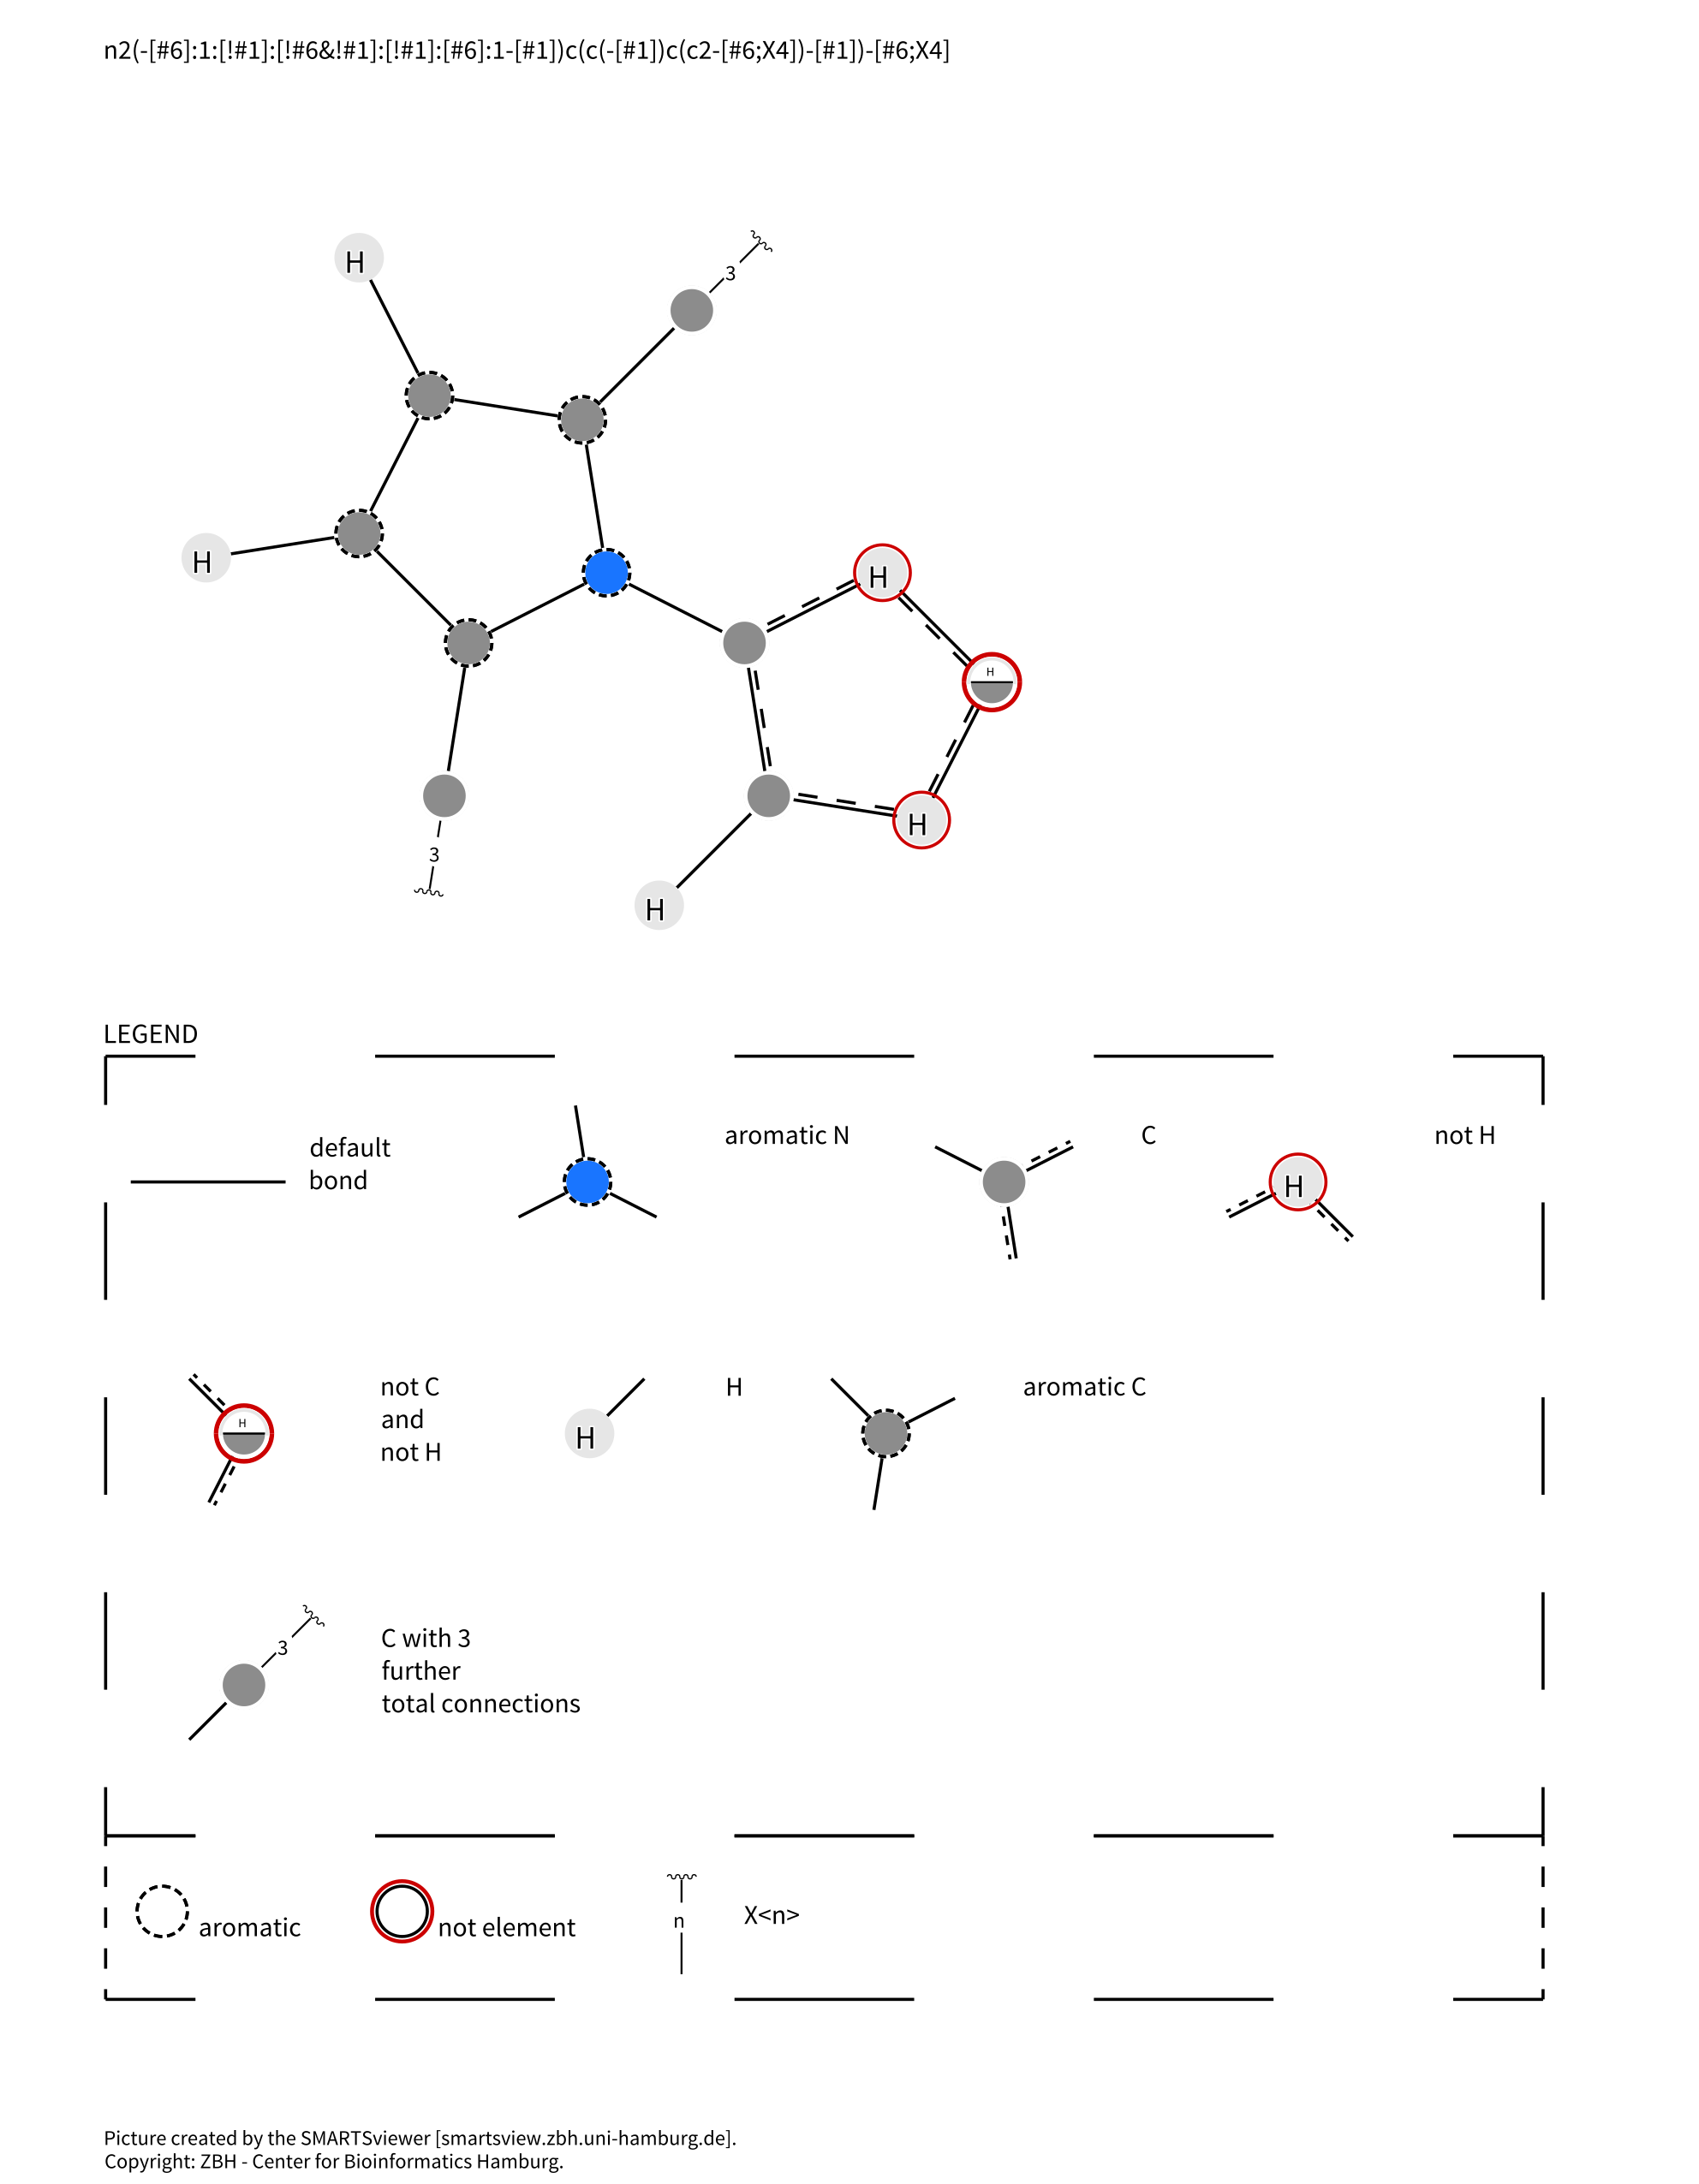 n2(-[#6]:1:[!#1]:[!#6&!#1]:[!#1]:[#6]:1-[#1])c(c(-[#1])c(c2-[#6;X4])-[#1])-[#6;X4]
H
3
H
H
H
3
H
H
LEGEND
default
bond
aromatic N
C
H
not H
H
not C
and
not H
H
H
aromatic C
3
C with 3
further
total connections
aromatic
not element
n
X<n>
Picture created by the SMARTSviewer [smartsview.zbh.uni-hamburg.de].
Copyright: ZBH - Center for Bioinformatics Hamburg.